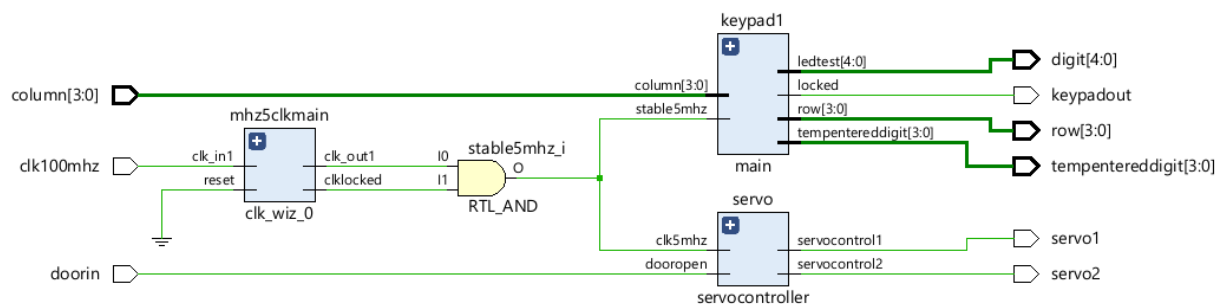 keypad1
ledtest[4:0]
digit[4:0]
column[3:0]
column[3:0]
locked
keypadout
mhz5clkmain
stable5mhz
row[3:0]
row[3:0]
tempentereddigit[3:0]
tempentereddigit[3:0]
main
clk100mhz
clk_in1
clk_out1
I0
stable5mhz_i
O
reset
clklocked
I1
clk_wiz_0
RTL_AND
servo
clk5mhz
servocontrol1
servo1
doorin
dooropen
servocontrol2
servo2
servocontroller